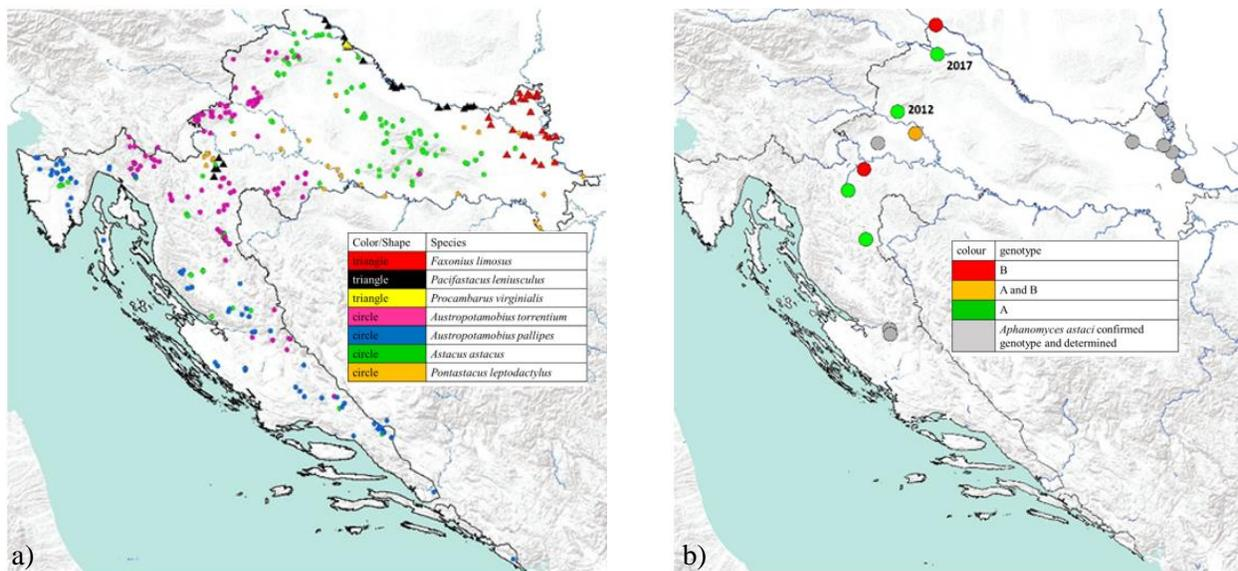 Color/Shape Species
triangle Faxonius limosus
triangle Pacifastacus leniusculus
triangle Procambarus virginialis
circle Austropotamobius torrentium
circle Austropotamobius pallipes
circle Astacus astacus
circle Pontastacus leptodactylus
a)
2017
2012
colour genotype
B
A and B
A
Aphanomyces astaci confirmed
genotype and determined
b)